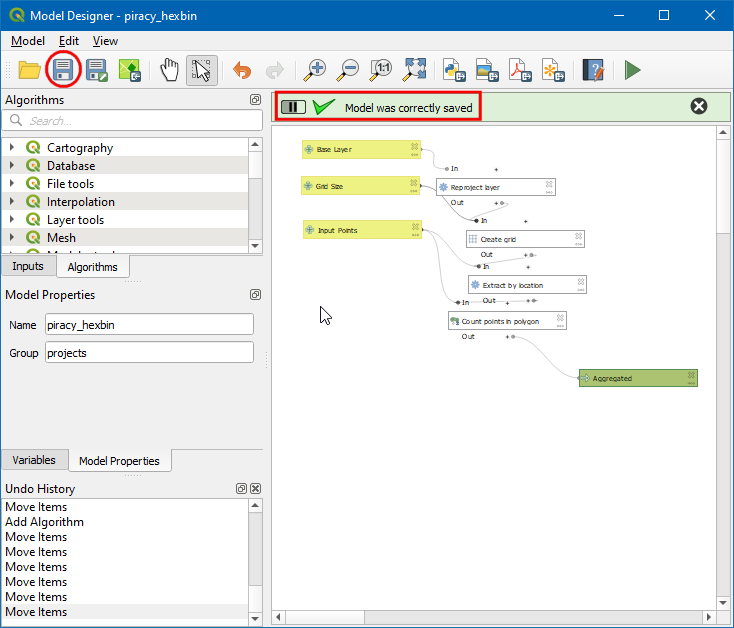 Model Designer - piracy_hexbin
Model Edit View
1:1
Algorithms
Search...
Cartography
Database
File tools
Interpolation
Layer tools
Mesh
Inputs Algorithms
Model Properties
Name piracy_hexbin
Group projects
Variables Model Properties
Undo History
Move Items
Add Algorithm
Move Items
Move Items
Move Items
Move Items
Move Items
Move Items
Model was correctly saved
Base Layer
In
Grid Size
Reproject layer
Out
In
Input Points
Create grid
Out
In
Extract by location
Out
In
Count points in polygon
Out
Aggregated